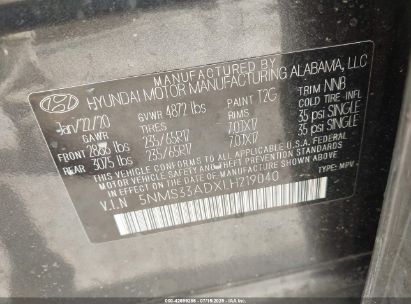 MANUFACTURED BY
HYUNDAI MOTOR MANUFACTURING ALABAMA, LLC
Jan/22/20 GVWR 4872 lbs PAINT T2G TRIM NNB
GAWR TIRES RIMS COLD TIRE INFL.
FRONT 2888 lbs 235/65R17 7.0JX17 35 psi SINGLE
REAR 3075 lbs 235/65R17 7.0JX17 35 psi SINGLE
THIS VEHICLE CONFORMS TO ALL APPLICABLE U.S.A. FEDERAL MOTOR
VEHICLE SAFETY AND THEFT PREVENTION STANDARDS IN EFFECT ON THE
DATE OF MANUFACTURE SHOWN ABOVE.
V.I.N 5NMS33ADXLH219040 TYPE: MPV